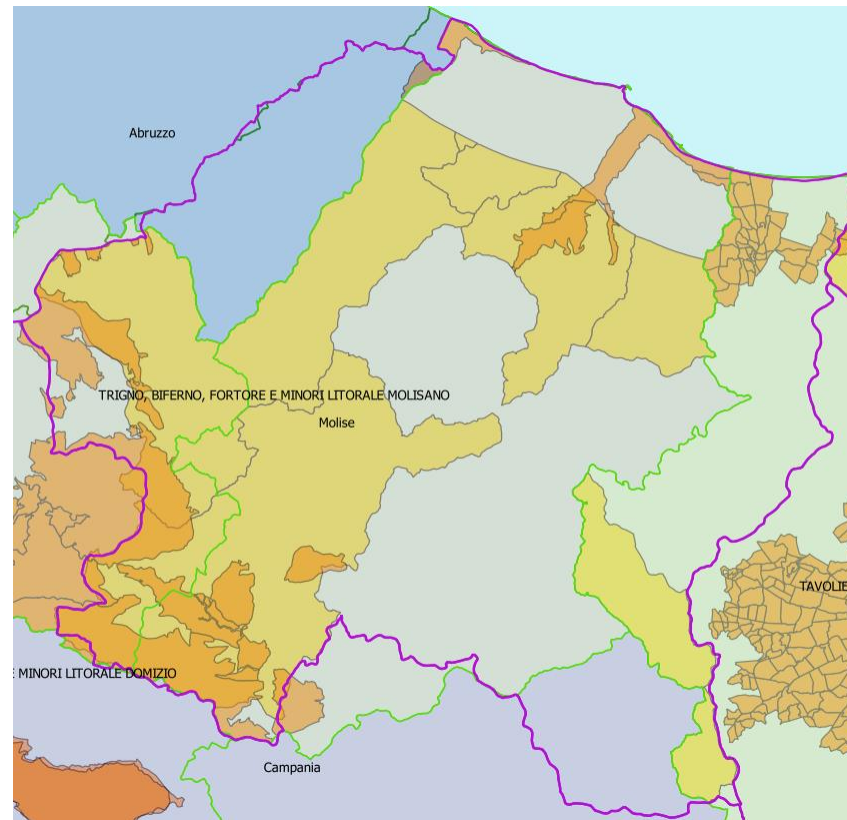 Abruzzo
TRIGNO, BIFERNO, FORTORE E MINORI LITORALE MOLISANO
Molise
TAVOLIE
E MINORI LITORALE DOMIZIO
Campania